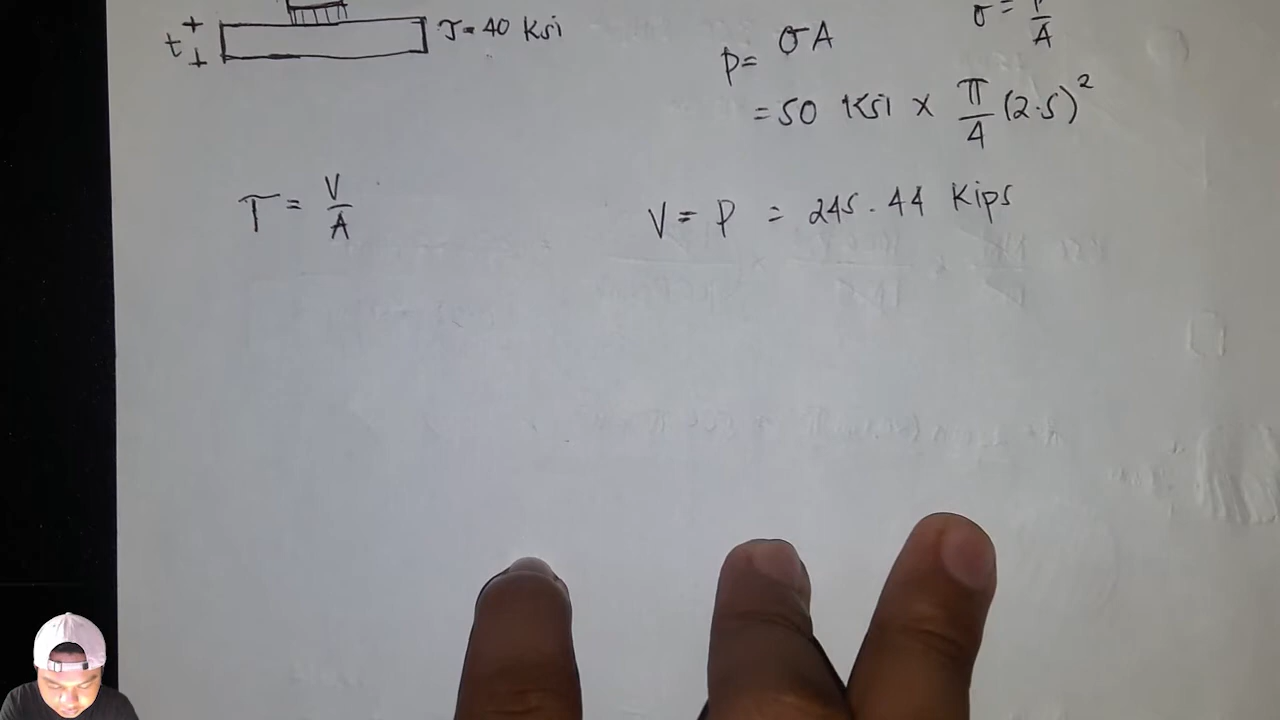 t
τ = 40 Ksi
σ = P/A
P = σA
= 50 Ksi × π/4 (2.5)²
τ = V/A
V = P = 245.44 Kips